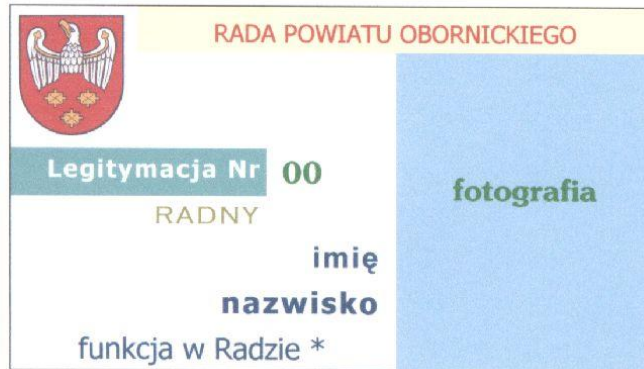 RADA POWIATU OBORNICKIEGO
Legitymacja Nr 00
RADNY
fotografia
imię
nazwisko
funkcja w Radzie *